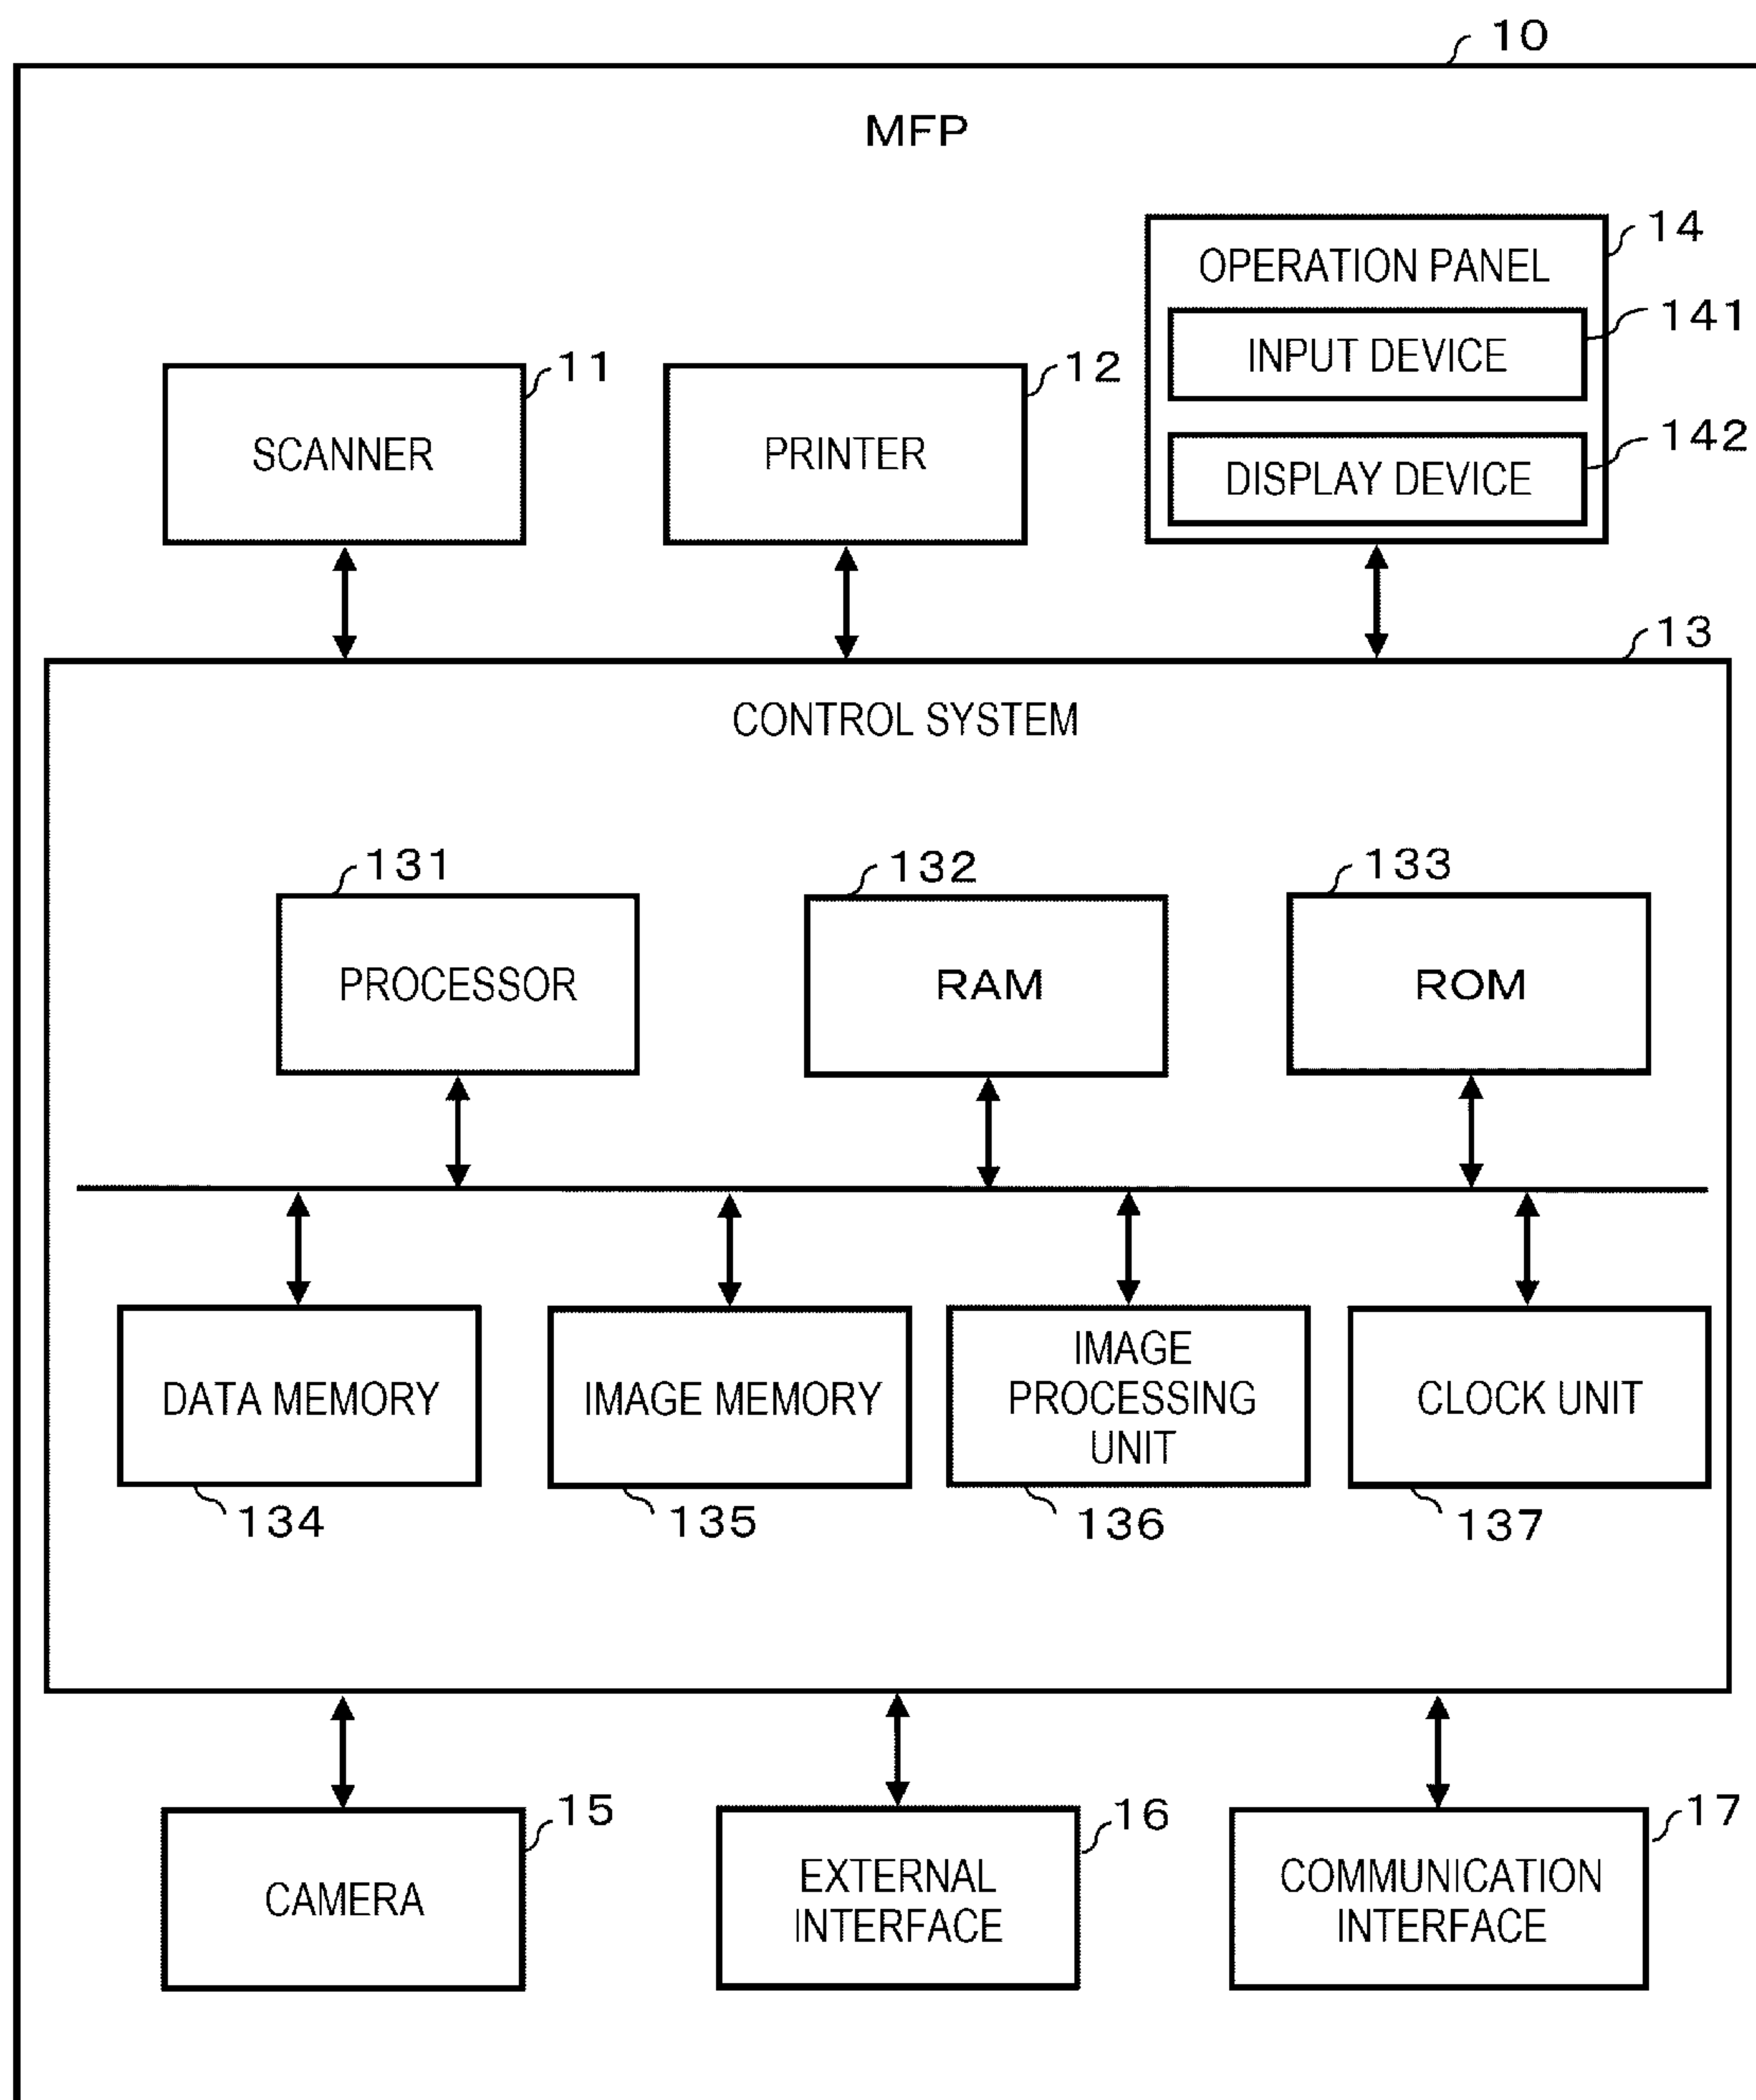 10
MFP
14
OPERATION PANEL
141
INPUT DEVICE
142
DISPLAY DEVICE
11
SCANNER
12
PRINTER
13
CONTROL SYSTEM
131
PROCESSOR
132
RAM
133
ROM
DATA MEMORY
134
IMAGE MEMORY
135
IMAGE
PROCESSING
UNIT
136
CLOCK UNIT
137
15
CAMERA
16
EXTERNAL
INTERFACE
17
COMMUNICATION
INTERFACE